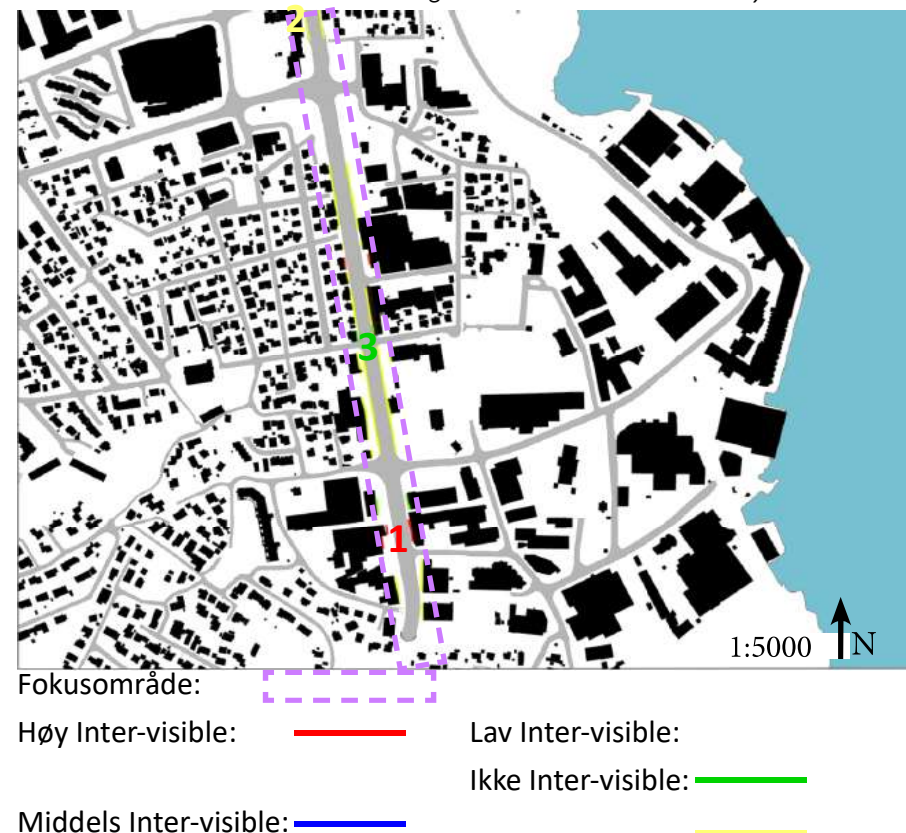 2
3
1
1:5000 N
Fokusområde:
Høy Inter-visible: Lav Inter-visible:
Ikke Inter-visible:
Middels Inter-visible: